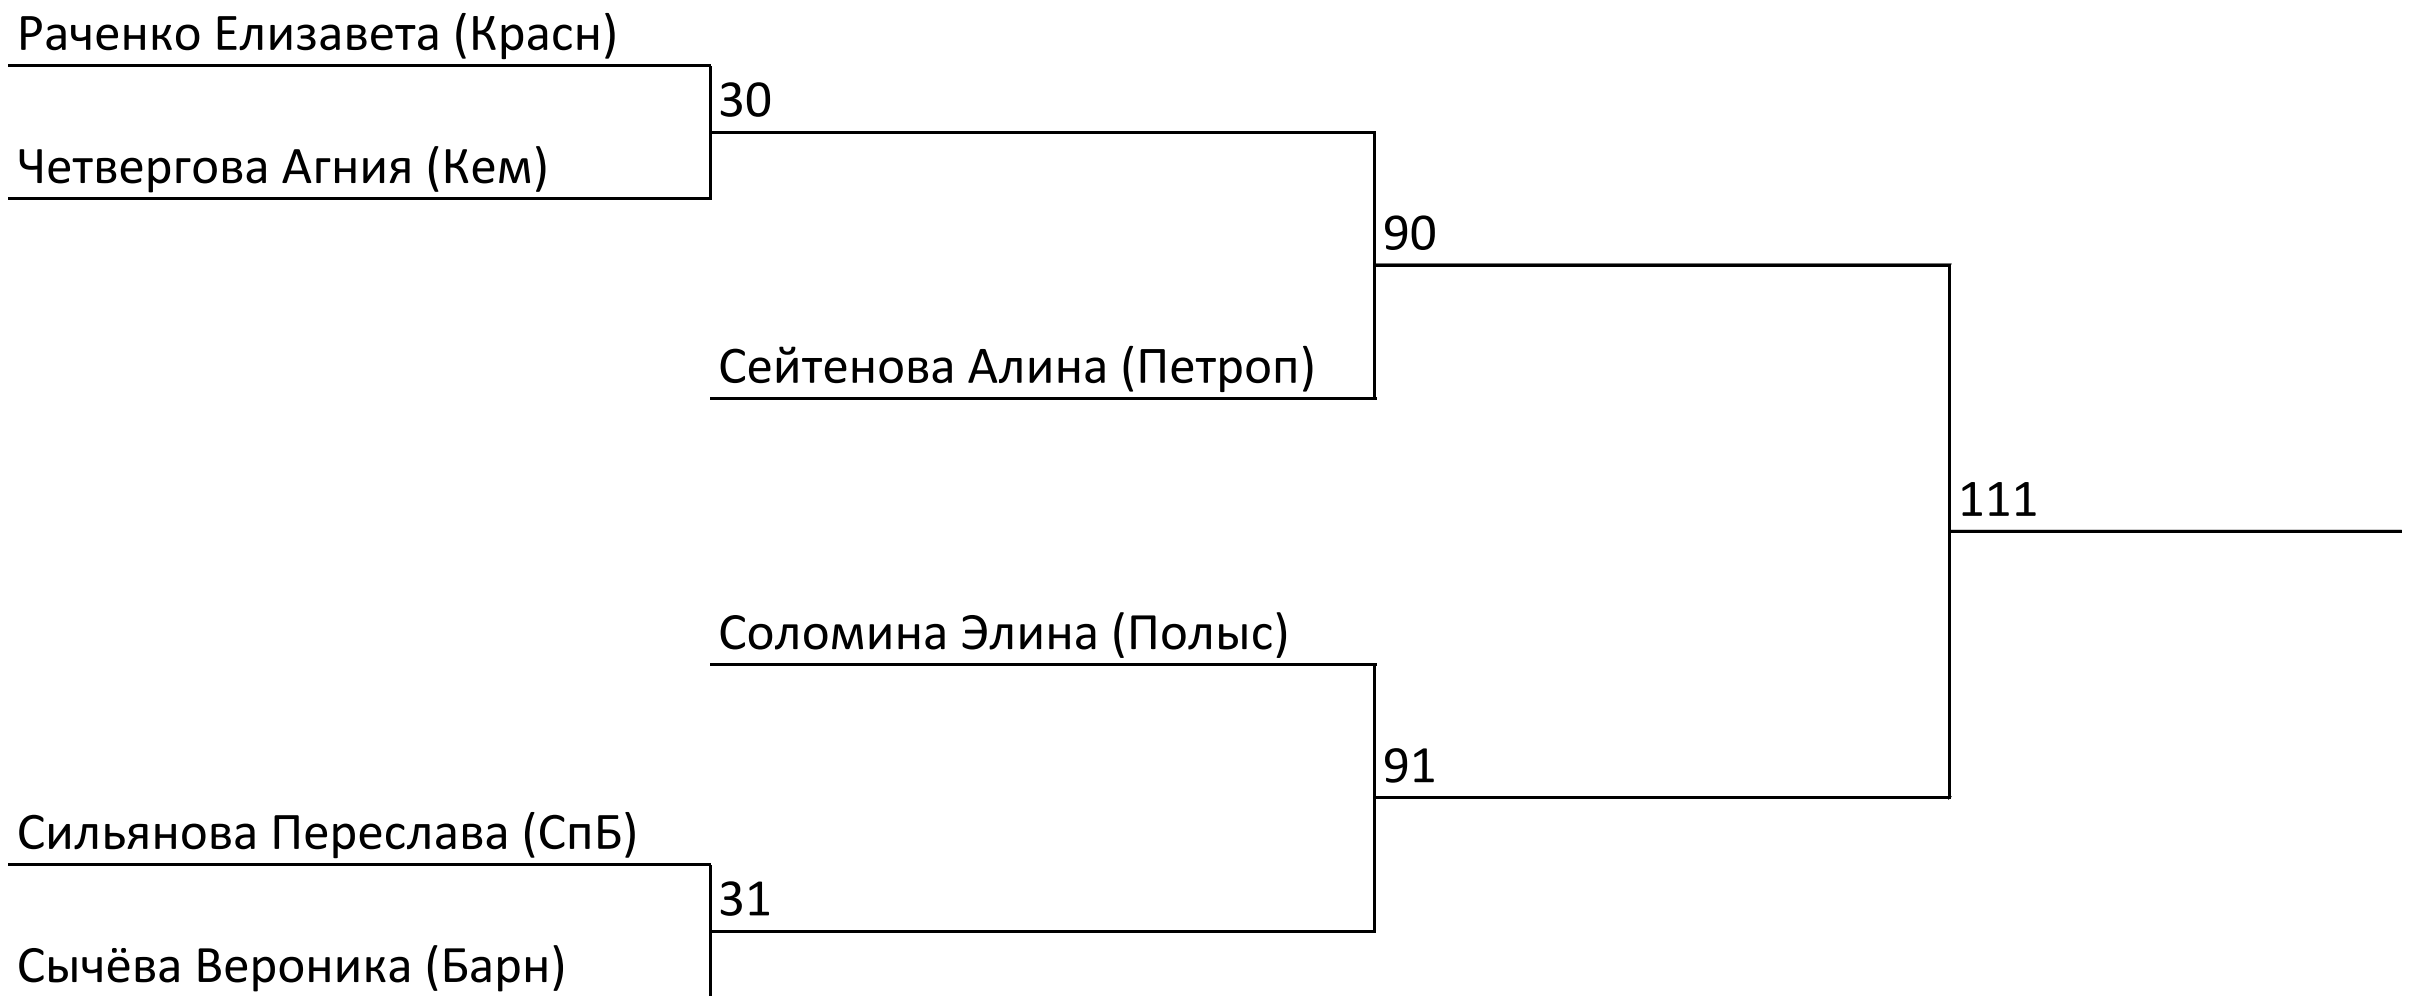 Раченко Елизавета (Красн)
30
Четвергова Агния (Кем)
90
Сейтенова Алина (Петроп)
111
Соломина Элина (Полыс)
91
Сильянова Переслава (СпБ)
31
Сычёва Вероника (Барн)